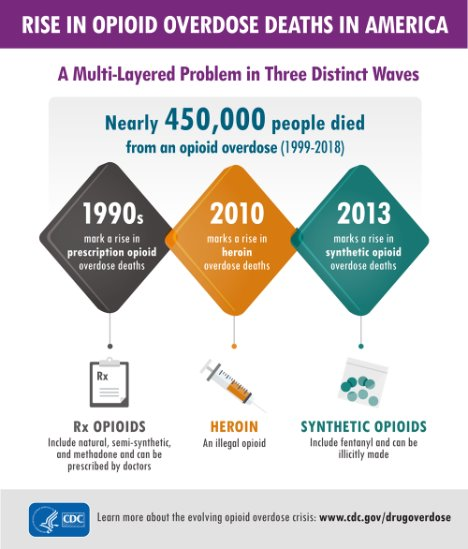 RISE IN OPIOID OVERDOSE DEATHS IN AMERICA
A Multi-Layered Problem in Three Distinct Waves
Nearly 450,000 people died
from an opioid overdose (1999-2018)
1990s
mark a rise in
prescription opioid
overdose deaths
2010
marks a rise in
heroin
overdose deaths
2013
marks a rise in
synthetic opioid
overdose deaths
Rx
Rx OPIOIDS
Include natural, semi-synthetic,
and methadone and can be
prescribed by doctors
HEROIN
An illegal opioid
SYNTHETIC OPIOIDS
Include fentanyl and can be
illicitly made
CDC
Learn more about the evolving opioid overdose crisis: www.cdc.gov/drugoverdose